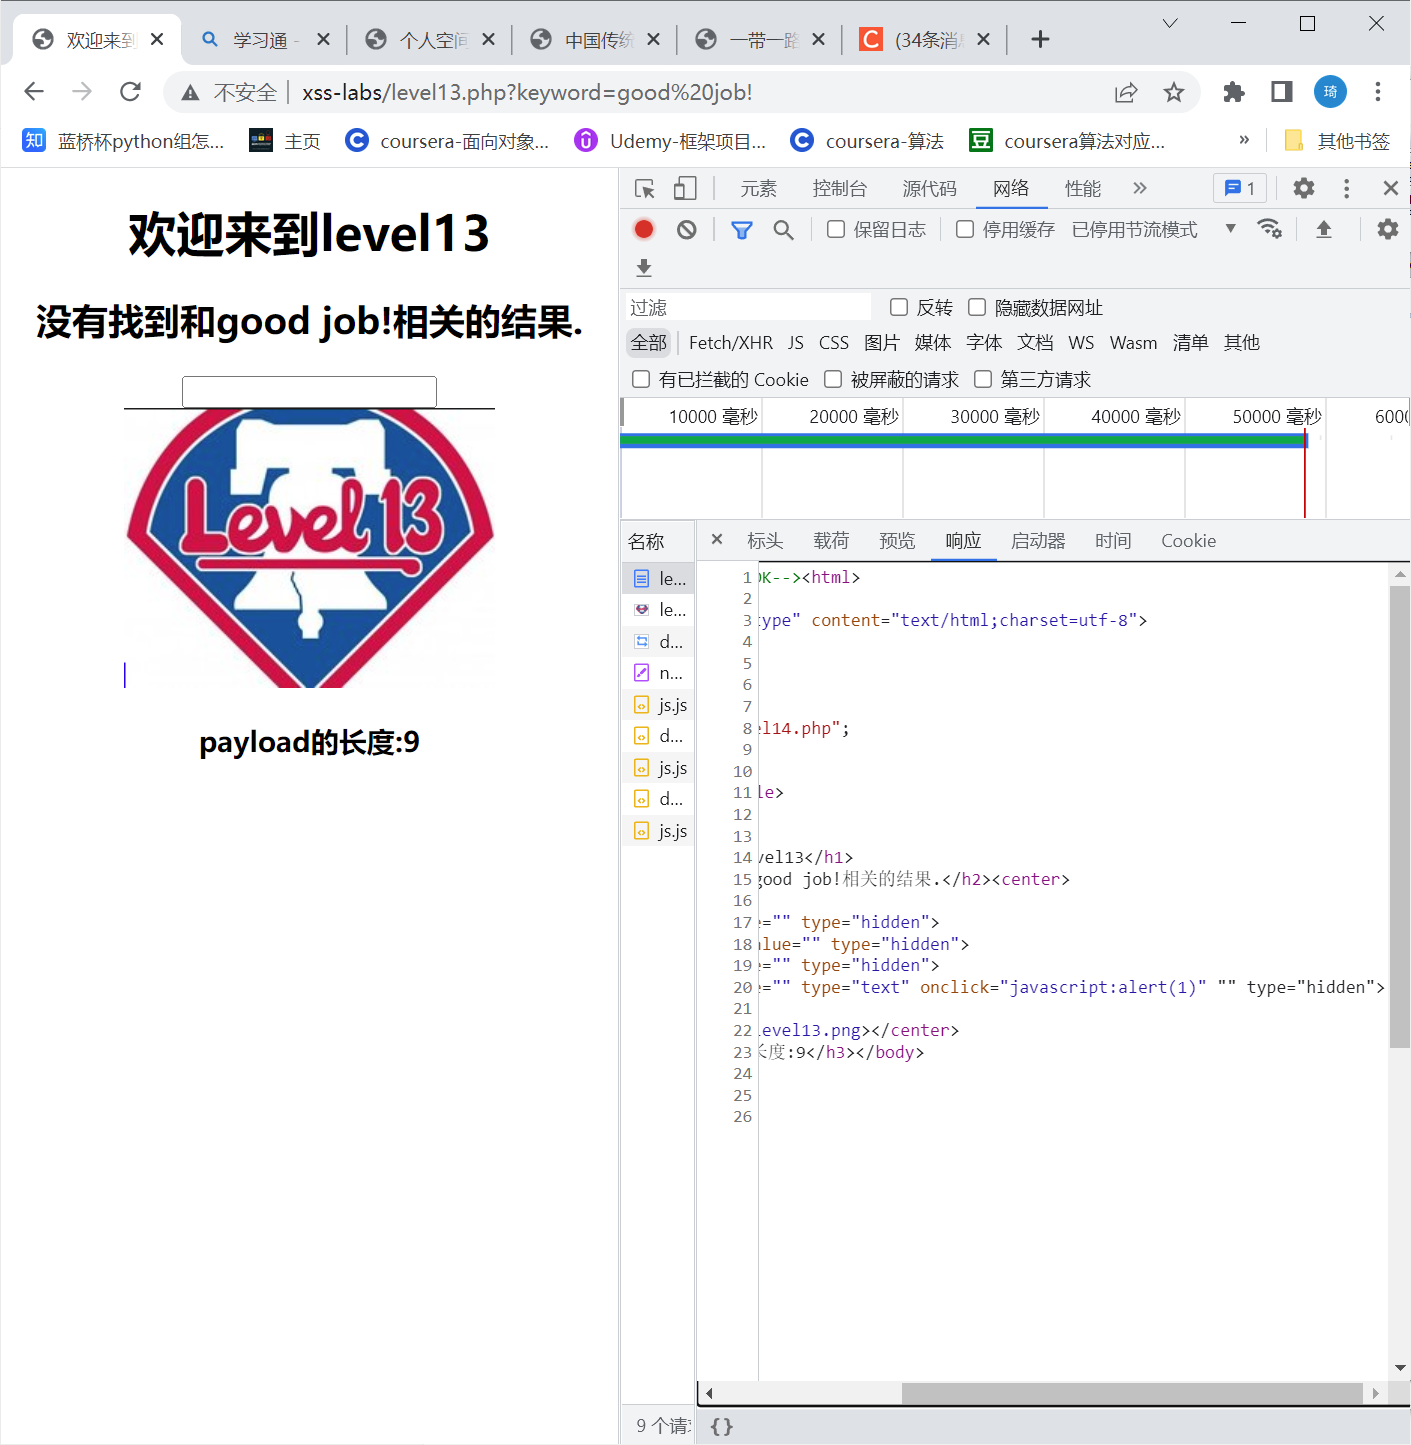 欢迎来到
学习通 -
个人空间
中国传统
一带一路
(34条消息
不安全 xss-labs/level13.php?keyword=good%20job!
琦
知 蓝桥杯python组怎... 主页 coursera-面向对象... Udemy-框架项目... coursera-算法 豆 coursera算法对应... » 其他书签
欢迎来到level13
没有找到和good job!相关的结果.
Level 13
payload的长度:9
元素 控制台 源代码 网络 性能 » 1
保留日志 停用缓存 已停用节流模式
过滤 反转 隐藏数据网址
全部 Fetch/XHR JS CSS 图片 媒体 字体 文档 WS Wasm 清单 其他
有已拦截的 Cookie 被屏蔽的请求 第三方请求
10000 毫秒 20000 毫秒 30000 毫秒 40000 毫秒 50000 毫秒 6000
名称
le...
le...
d...
n...
js.js
d...
js.js
d...
js.js
9 个请
标头 载荷 预览 响应 启动器 时间 Cookie
1 OK--><html>
2
3 type" content="text/html;charset=utf-8">
4
5
6
7
8 el14.php";
9
10
11 le>
12
13
14 vel13</h1>
15 good job!相关的结果.</h2><center>
16
17 e="" type="hidden">
18 alue="" type="hidden">
19 e="" type="hidden">
20 e="" type="text" onclick="javascript:alert(1)" "" type="hidden">
21
22 level13.png></center>
23 长度:9</h3></body>
24
25
26
{}